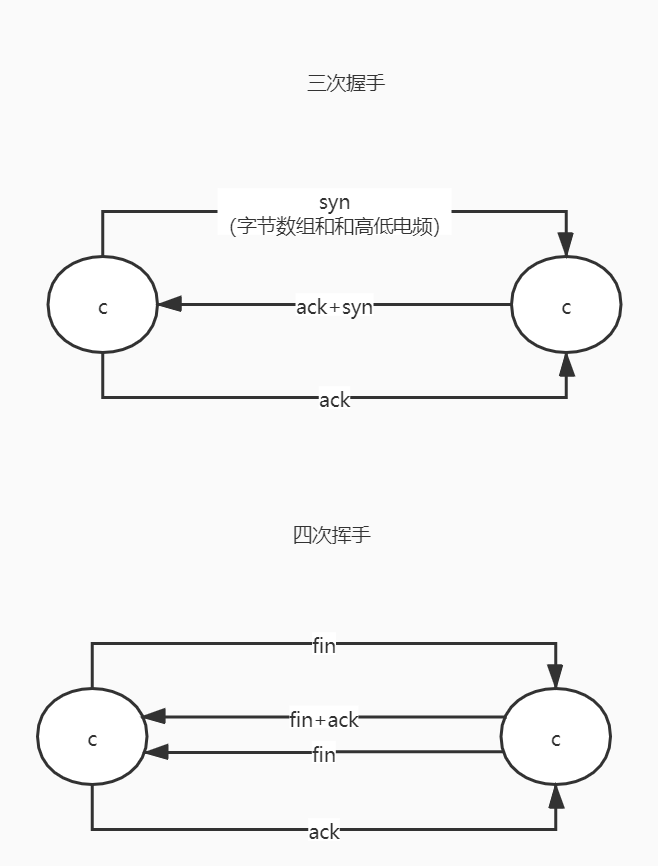 三次握手
syn
（字节数组和和高低电频）
c
ack+syn
c
ack
四次挥手
fin
c
fin+ack
fin
c
ack